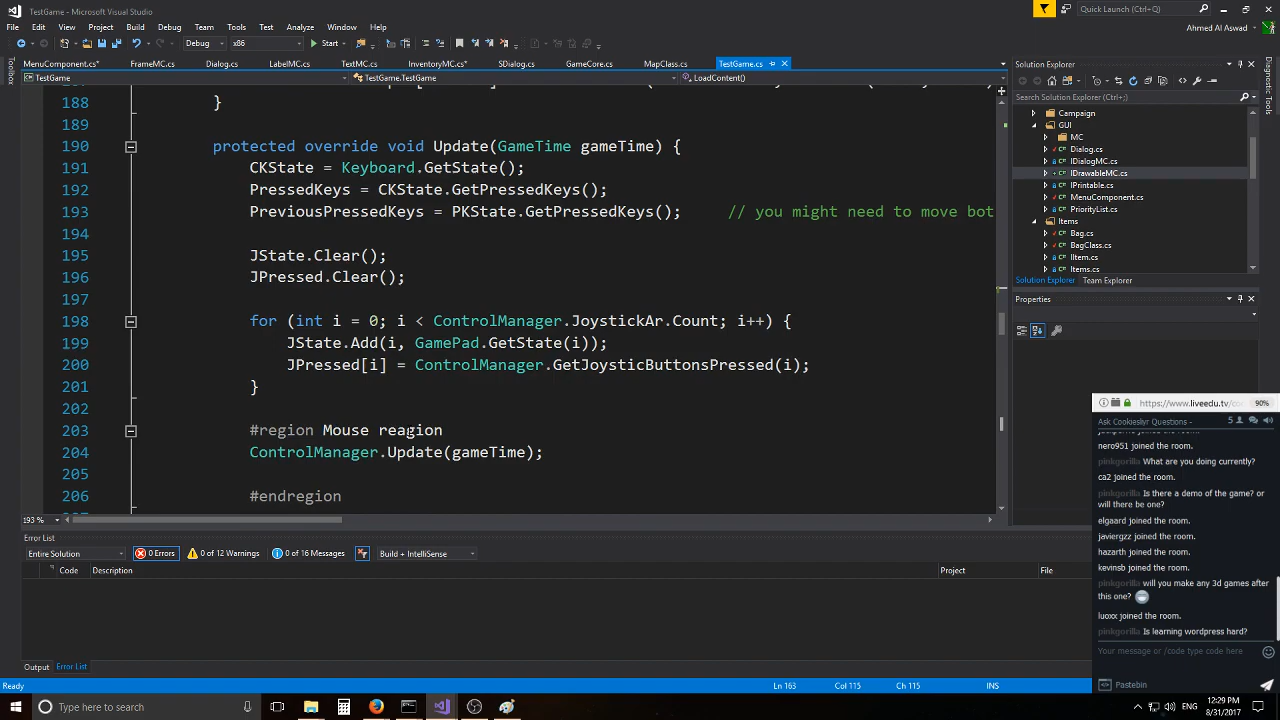 TestGame - Microsoft Visual Studio
Quick Launch (Ctrl+;)
File Edit View Project Build Debug Team Tools Test Analyze Window Help
Ahmed Al Aswad
Debug x86 Start
Toolbox
MenuComponent.cs* FrameMC.cs Dialog.cs LabelMC.cs TextMC.cs InventoryMC.cs* SDialog.cs GameCore.cs MapClass.cs TestGame.cs
TestGame TestGame.TestGame LoadContent()
188 }
189
190 protected override void Update(GameTime gameTime) {
191 CKState = Keyboard.GetState();
192 PressedKeys = CKState.GetPressedKeys();
193 PreviousPressedKeys = PKState.GetPressedKeys(); // you might need to move bot
194
195 JState.Clear();
196 JPressed.Clear();
197
198 for (int i = 0; i < ControlManager.JoystickAr.Count; i++) {
199 JState.Add(i, GamePad.GetState(i));
200 JPressed[i] = ControlManager.GetJoysticButtonsPressed(i);
201 }
202
203 #region Mouse reagion
204 ControlManager.Update(gameTime);
205
206 #endregion
193 %
Error List
Entire Solution 0 Errors 0 of 12 Warnings 0 of 16 Messages Build + IntelliSense
Code Description Project File
Output Error List
Ready Ln 163 Col 115 Ch 115 INS
Solution Explorer
Search Solution Explorer (Ctrl+;)
Campaign
GUI
MC
Dialog.cs
IDialogMC.cs
IDrawableMC.cs
IPrintable.cs
MenuComponent.cs
PriorityList.cs
Items
Bag.cs
BagClass.cs
IItem.cs
Items.cs
Solution Explorer Team Explorer
Properties
Diagnostic Tools
https://www.liveedu.tv/co 90%
Ask Cookiesliyr Questions - 5
nero951 joined the room.
pinkgorilla What are you doing currently?
ca2 joined the room.
pinkgorilla Is there a demo of the game? or
will there be one?
elgaard joined the room.
javiergzz joined the room.
hazarth joined the room.
kevinsb joined the room.
pinkgorilla will you make any 3d games after
this one?
luoxx joined the room.
pinkgorilla Is learning wordpress hard?
Your message or /code type code here
Pastebin
Type here to search
ENG
12:29 PM
8/31/2017